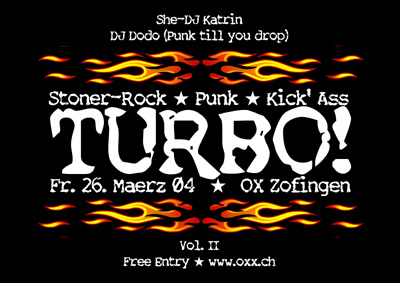 She-DJ Katrin
DJ Dodo (Punk till you drop)
Stoner-Rock ★ Punk ★ Kick' Ass
TURBO!
Fr. 26. Maerz 04 ★ OX Zofingen
Vol. II
Free Entry ★ www.oxx.ch